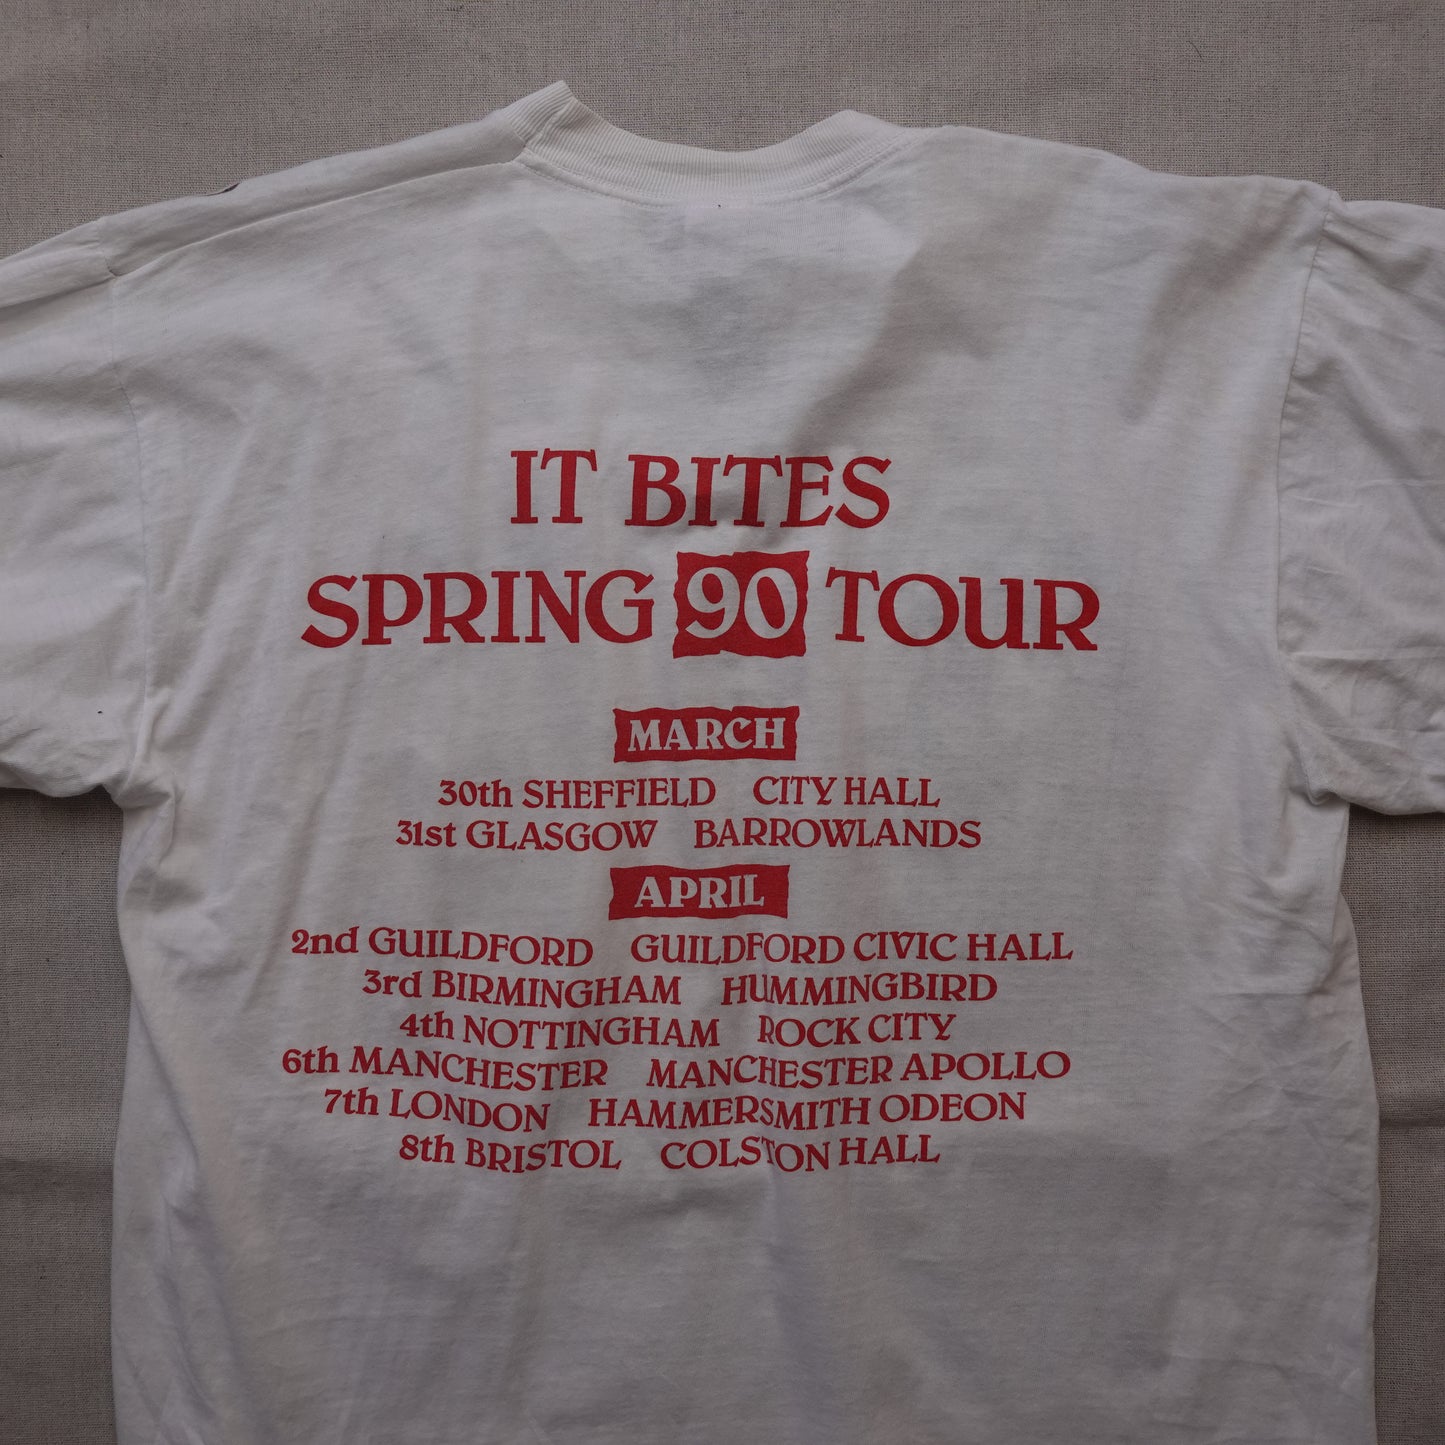 IT BITES
SPRING 90 TOUR
MARCH
30th SHEFFIELD CITY HALL
31st GLASGOW BARROWLANDS
APRIL
2nd GUILDFORD GUILDFORD CIVIC HALL
3rd BIRMINGHAM HUMMINGBIRD
4th NOTTINGHAM ROCK CITY
6th MANCHESTER MANCHESTER APOLLO
7th LONDON HAMMERSMITH ODEON
8th BRISTOL COLSTON HALL